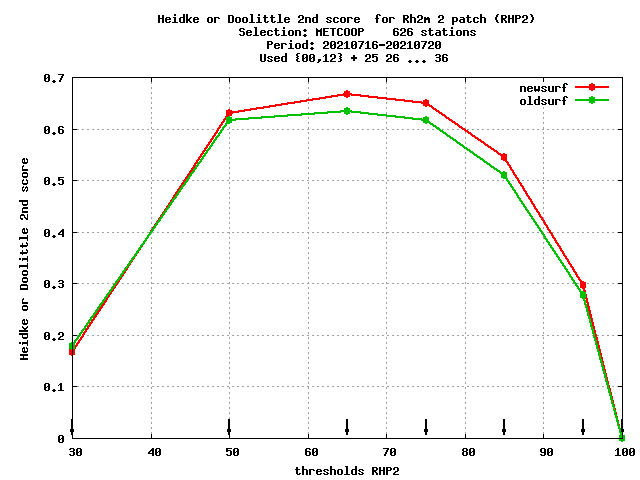 Heidke or Doolittle 2nd score  for Rh2m 2 patch (RHP2)
Selection: METCOOP    626 stations
Period: 20210716-20210720
Used {00,12} + 25 26 ... 36
newsurf
oldsurf
Heidke or Doolittle 2nd score
0.7
0.6
0.5
0.4
0.3
0.2
0.1
0
30 40 50 60 70 80 90 100
thresholds RHP2